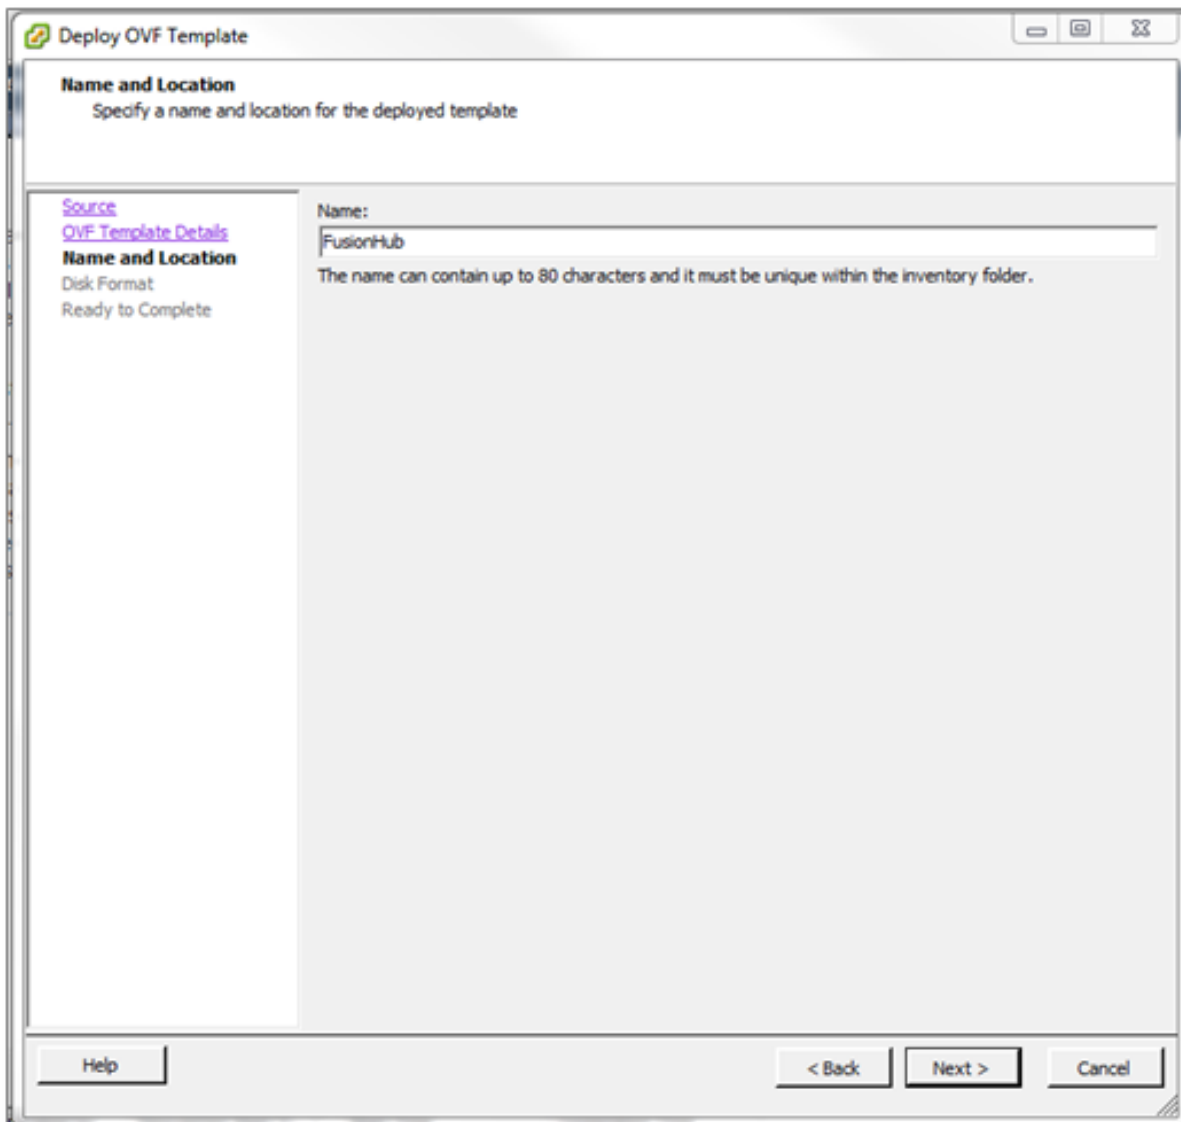 Deploy OVF Template
Name and Location
Specify a name and location for the deployed template
Source
OVF Template Details
Name and Location
Disk Format
Ready to Complete
Name:
FusionHub
The name can contain up to 80 characters and it must be unique within the inventory folder.
Help
< Back
Next >
Cancel